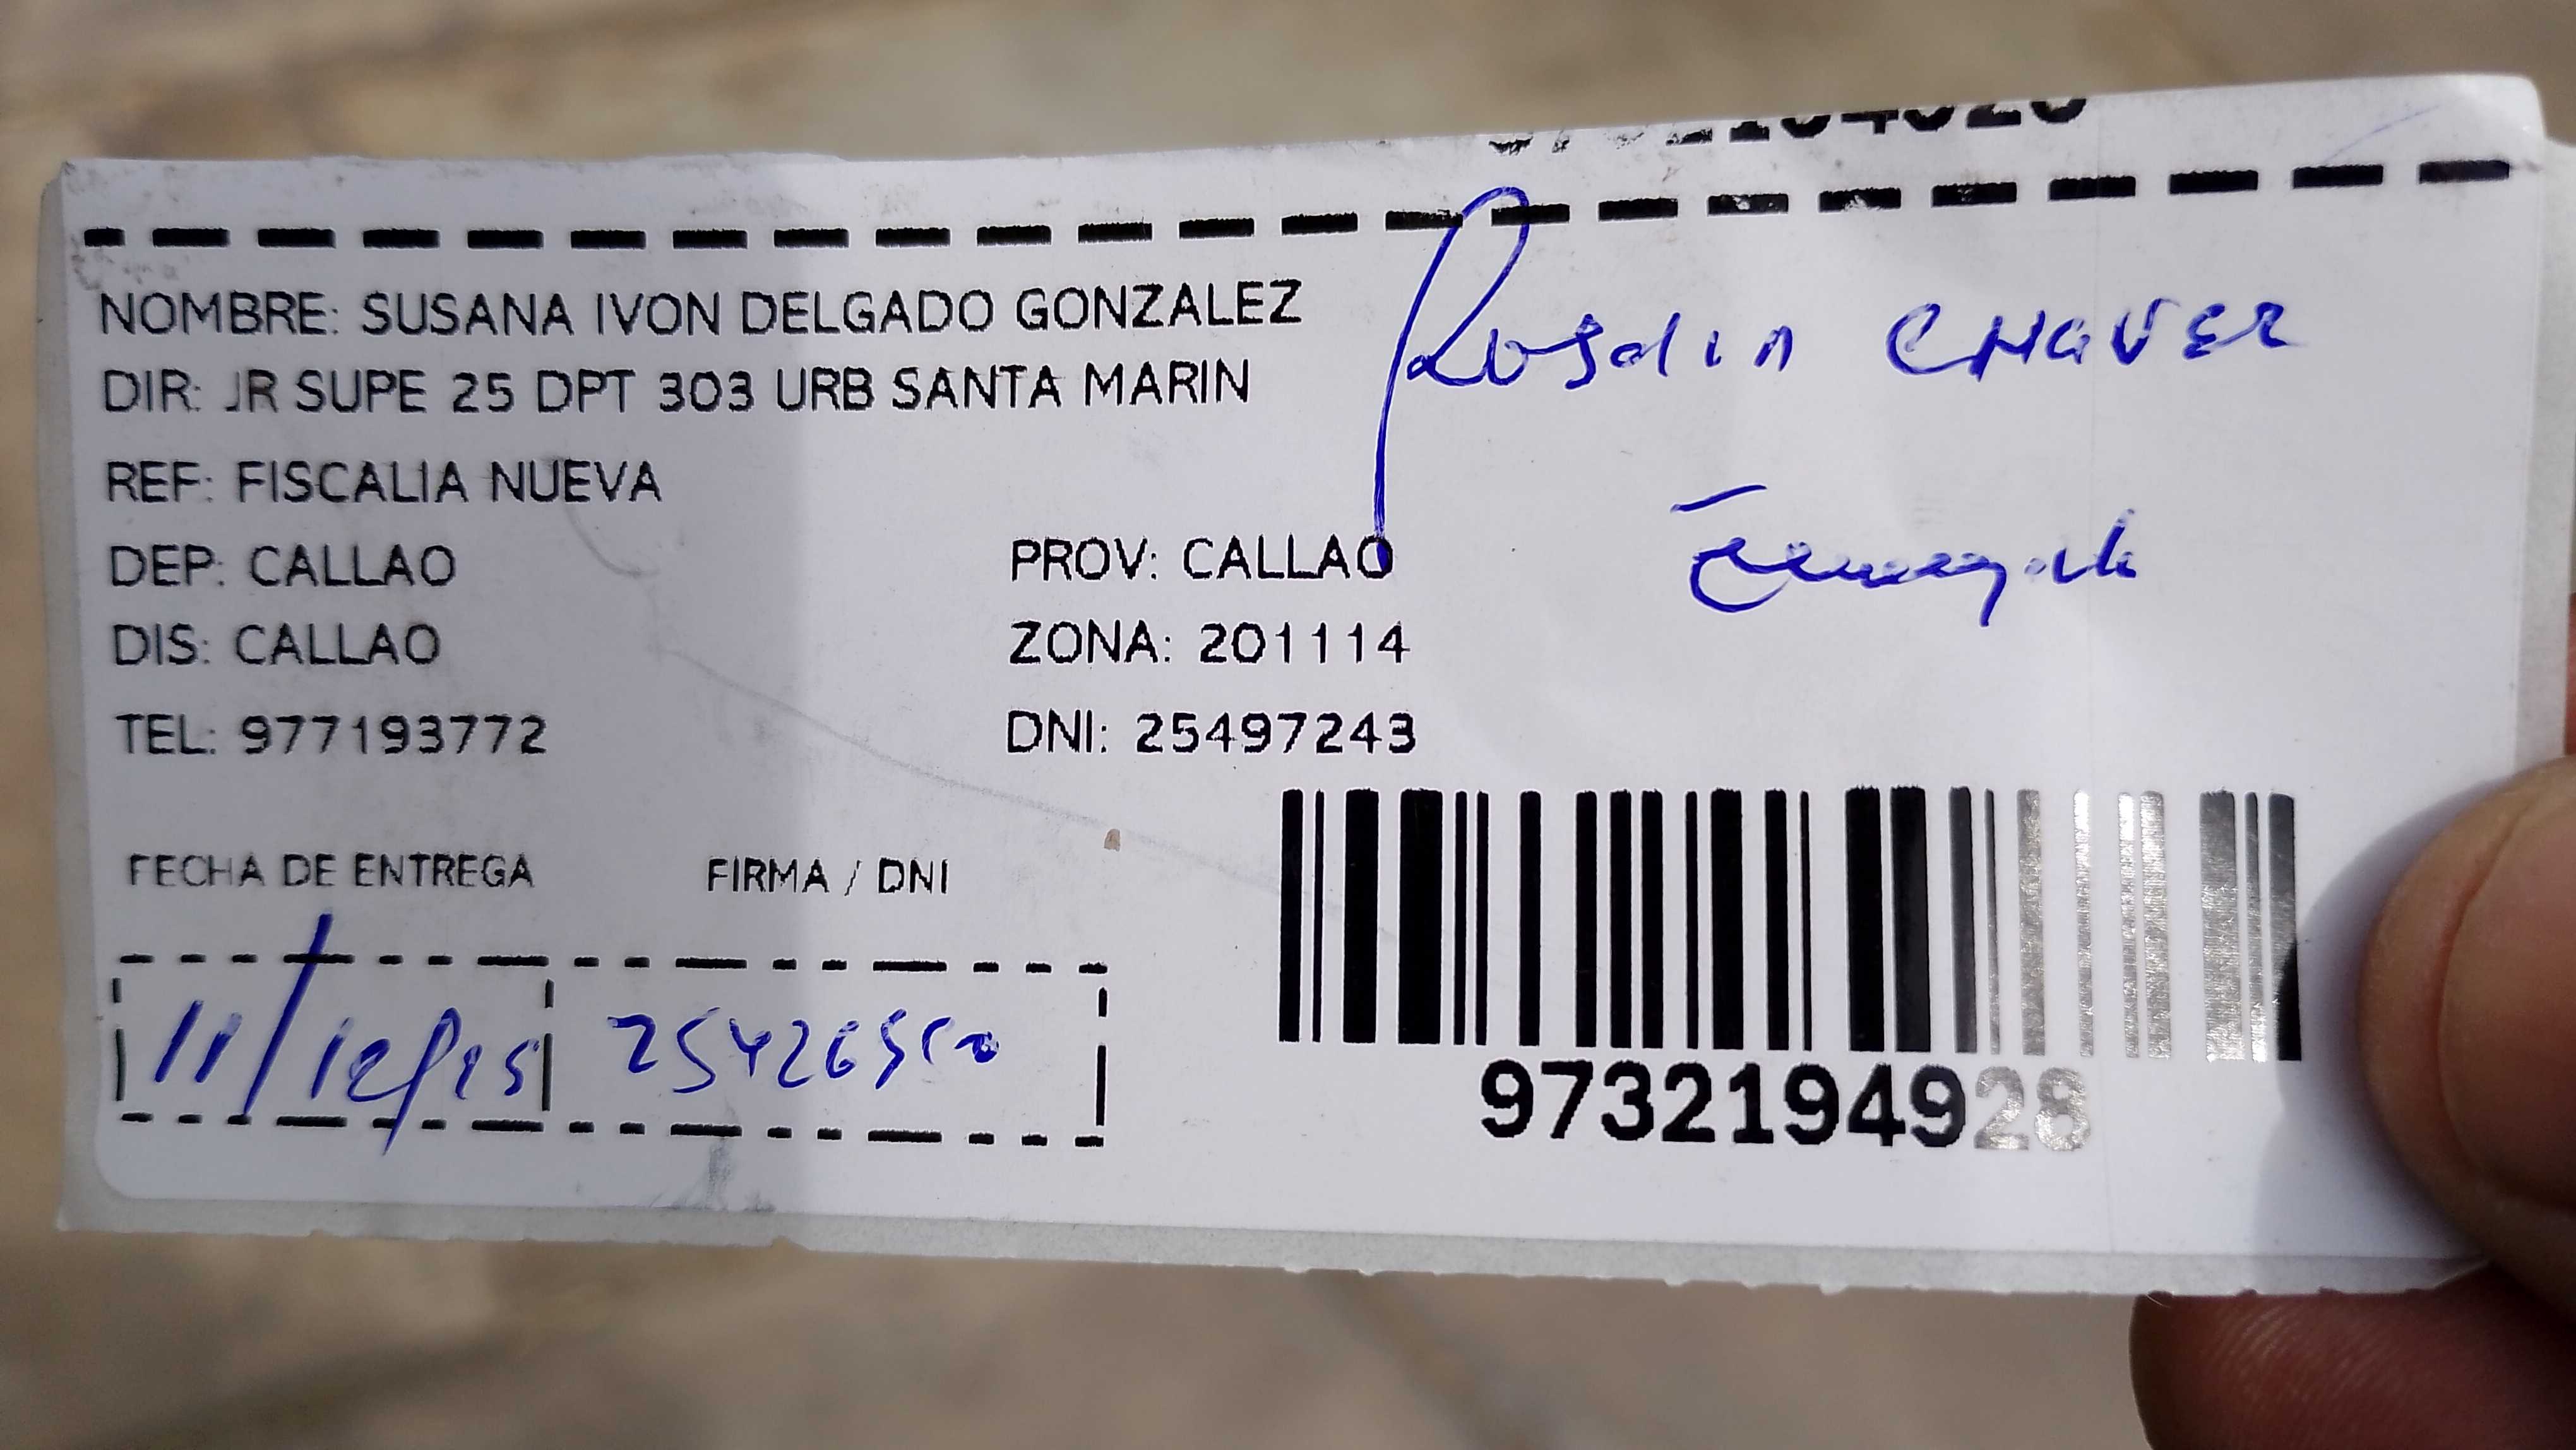 NOMBRE: SUSANA IVON DELGADO GONZALEZ
DIR: JR SUPE 25 DPT 303 URB SANTA MARIN
REF: FISCALIA NUEVA
DEP: CALLAO PROV: CALLAO
DIS: CALLAO ZONA: 201114
TEL: 977193772 DNI: 25497243
Rosalia CHAVEZ
FECHA DE ENTREGA FIRMA / DNI
11/12/25
9732194928